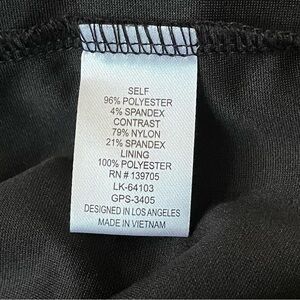 SELF
96% POLYESTER
4% SPANDEX
CONTRAST
79% NYLON
21% SPANDEX
LINING
100% POLYESTER
RN # 139705
LK-64103
GPS-3405
DESIGNED IN LOS ANGELES
MADE IN VIETNAM